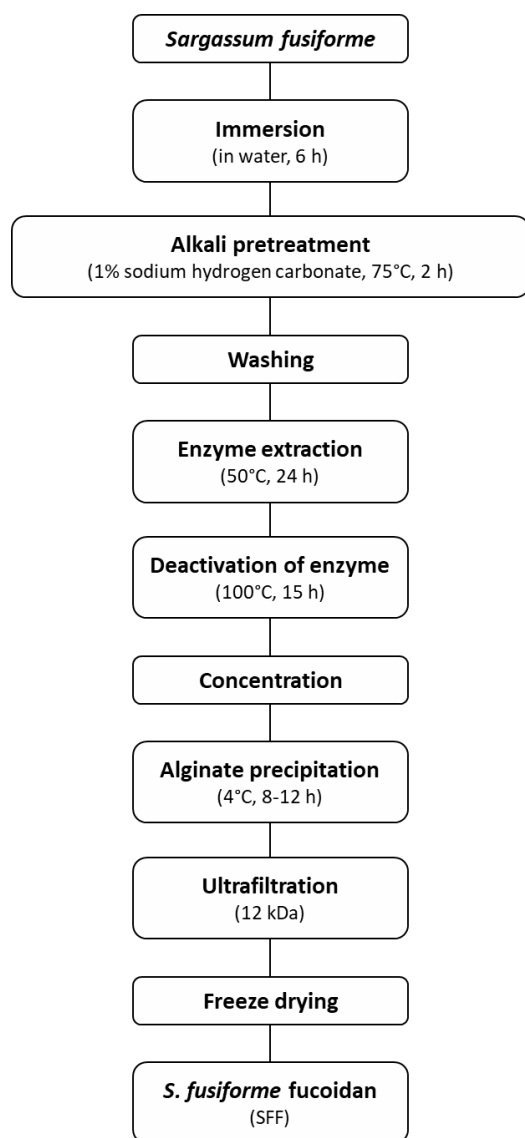 Sargassum fusiforme
Immersion
(in water, 6 h)
Alkali pretreatment
(1% sodium hydrogen carbonate, 75°C, 2 h)
Washing
Enzyme extraction
(50°C, 24 h)
Deactivation of enzyme
(100°C, 15 h)
Concentration
Alginate precipitation
(4°C, 8-12 h)
Ultrafiltration
(12 kDa)
Freeze drying
S. fusiforme fucoidan
(SFF)